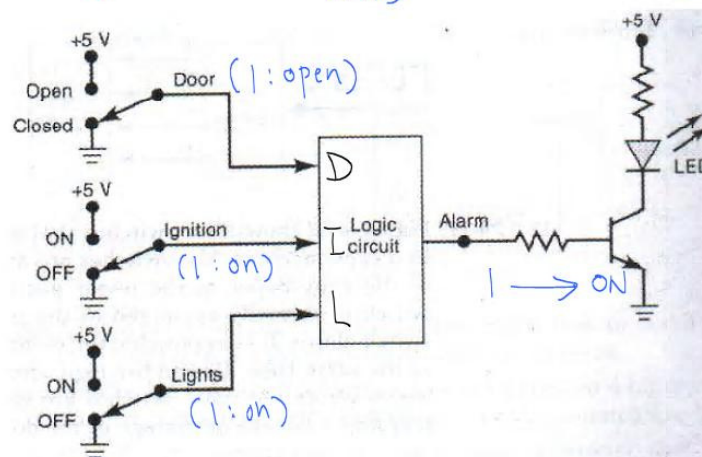 +5 V
+5 V
Door (1: open)
Open
Closed
LED
+5 V
D
ON
Ignition
I
Logic
circuit
Alarm
OFF
(1: on)
1 → ON
L
+5 V
ON
Lights
OFF
(1: on)